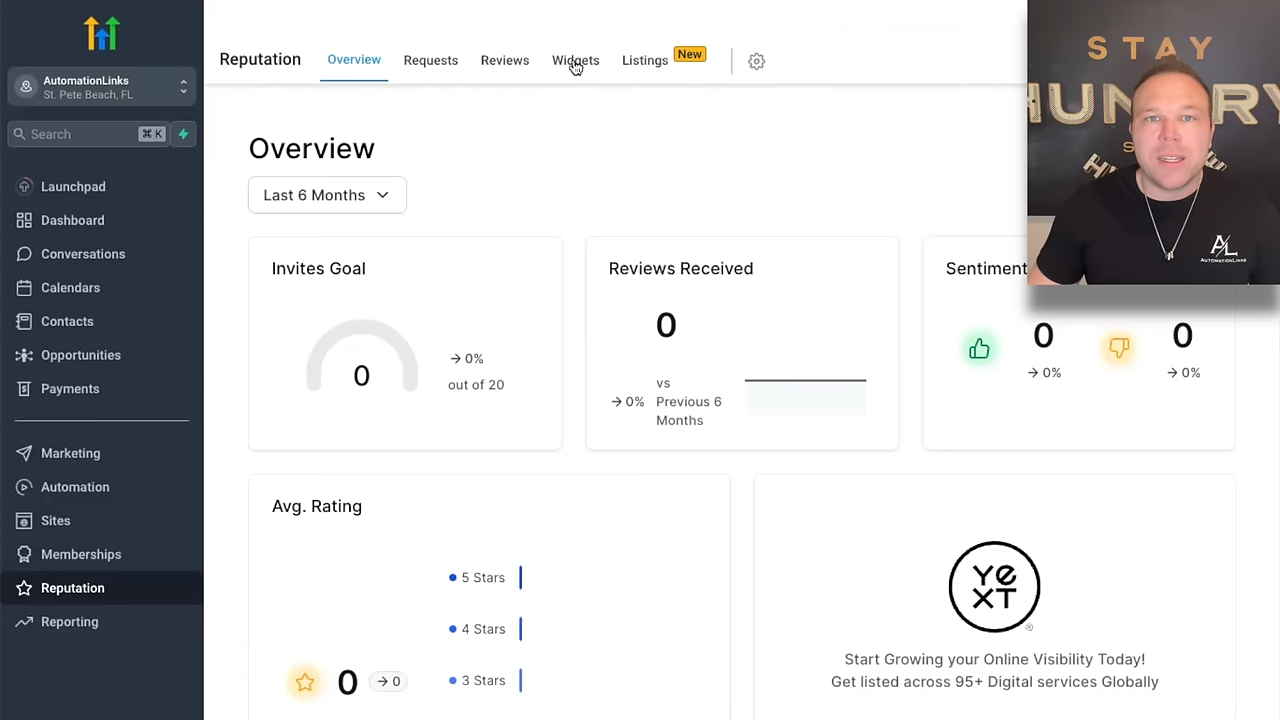 AutomationLinks
St. Pete Beach, FL
Search
⌘ K
Launchpad
Dashboard
Conversations
Calendars
Contacts
Opportunities
Payments
Marketing
Automation
Sites
Memberships
Reputation
Reporting
Reputation
Overview
Requests
Reviews
Widgets
Listings
New
Overview
Last 6 Months
Invites Goal
0
→ 0%
out of 20
Reviews Received
0
→ 0%
vs
Previous 6
Months
Sentiment
0
→ 0%
0
→ 0%
Avg. Rating
5 Stars
4 Stars
3 Stars
0
→ 0
YEXT
®
Start Growing your Online Visibility Today!
Get listed across 95+ Digital services Globally
STAY
HUNGRY
A/L
AUTOMATIONLINKS